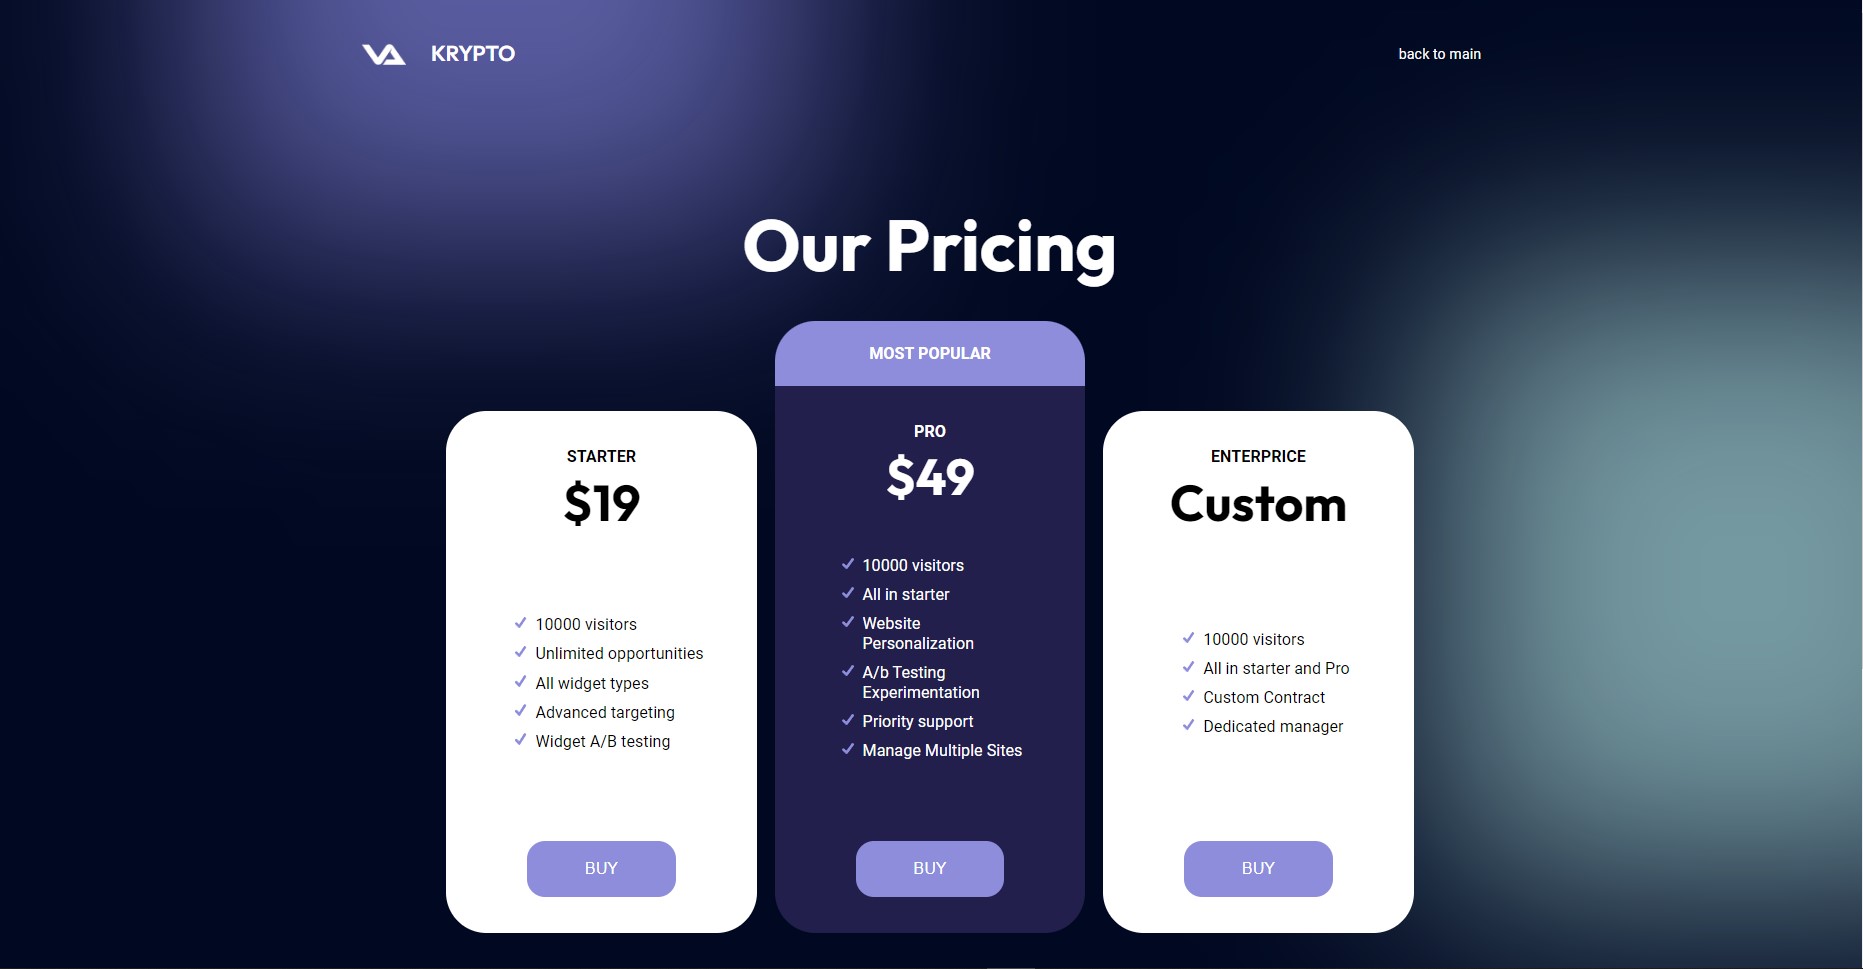 KRYPTO
back to main
Our Pricing
MOST POPULAR
STARTER
$19
10000 visitors
Unlimited opportunities
All widget types
Advanced targeting
Widget A/B testing
BUY
PRO
$49
10000 visitors
All in starter
Website
Personalization
A/b Testing
Experimentation
Priority support
Manage Multiple Sites
BUY
ENTERPRICE
Custom
10000 visitors
All in starter and Pro
Custom Contract
Dedicated manager
BUY